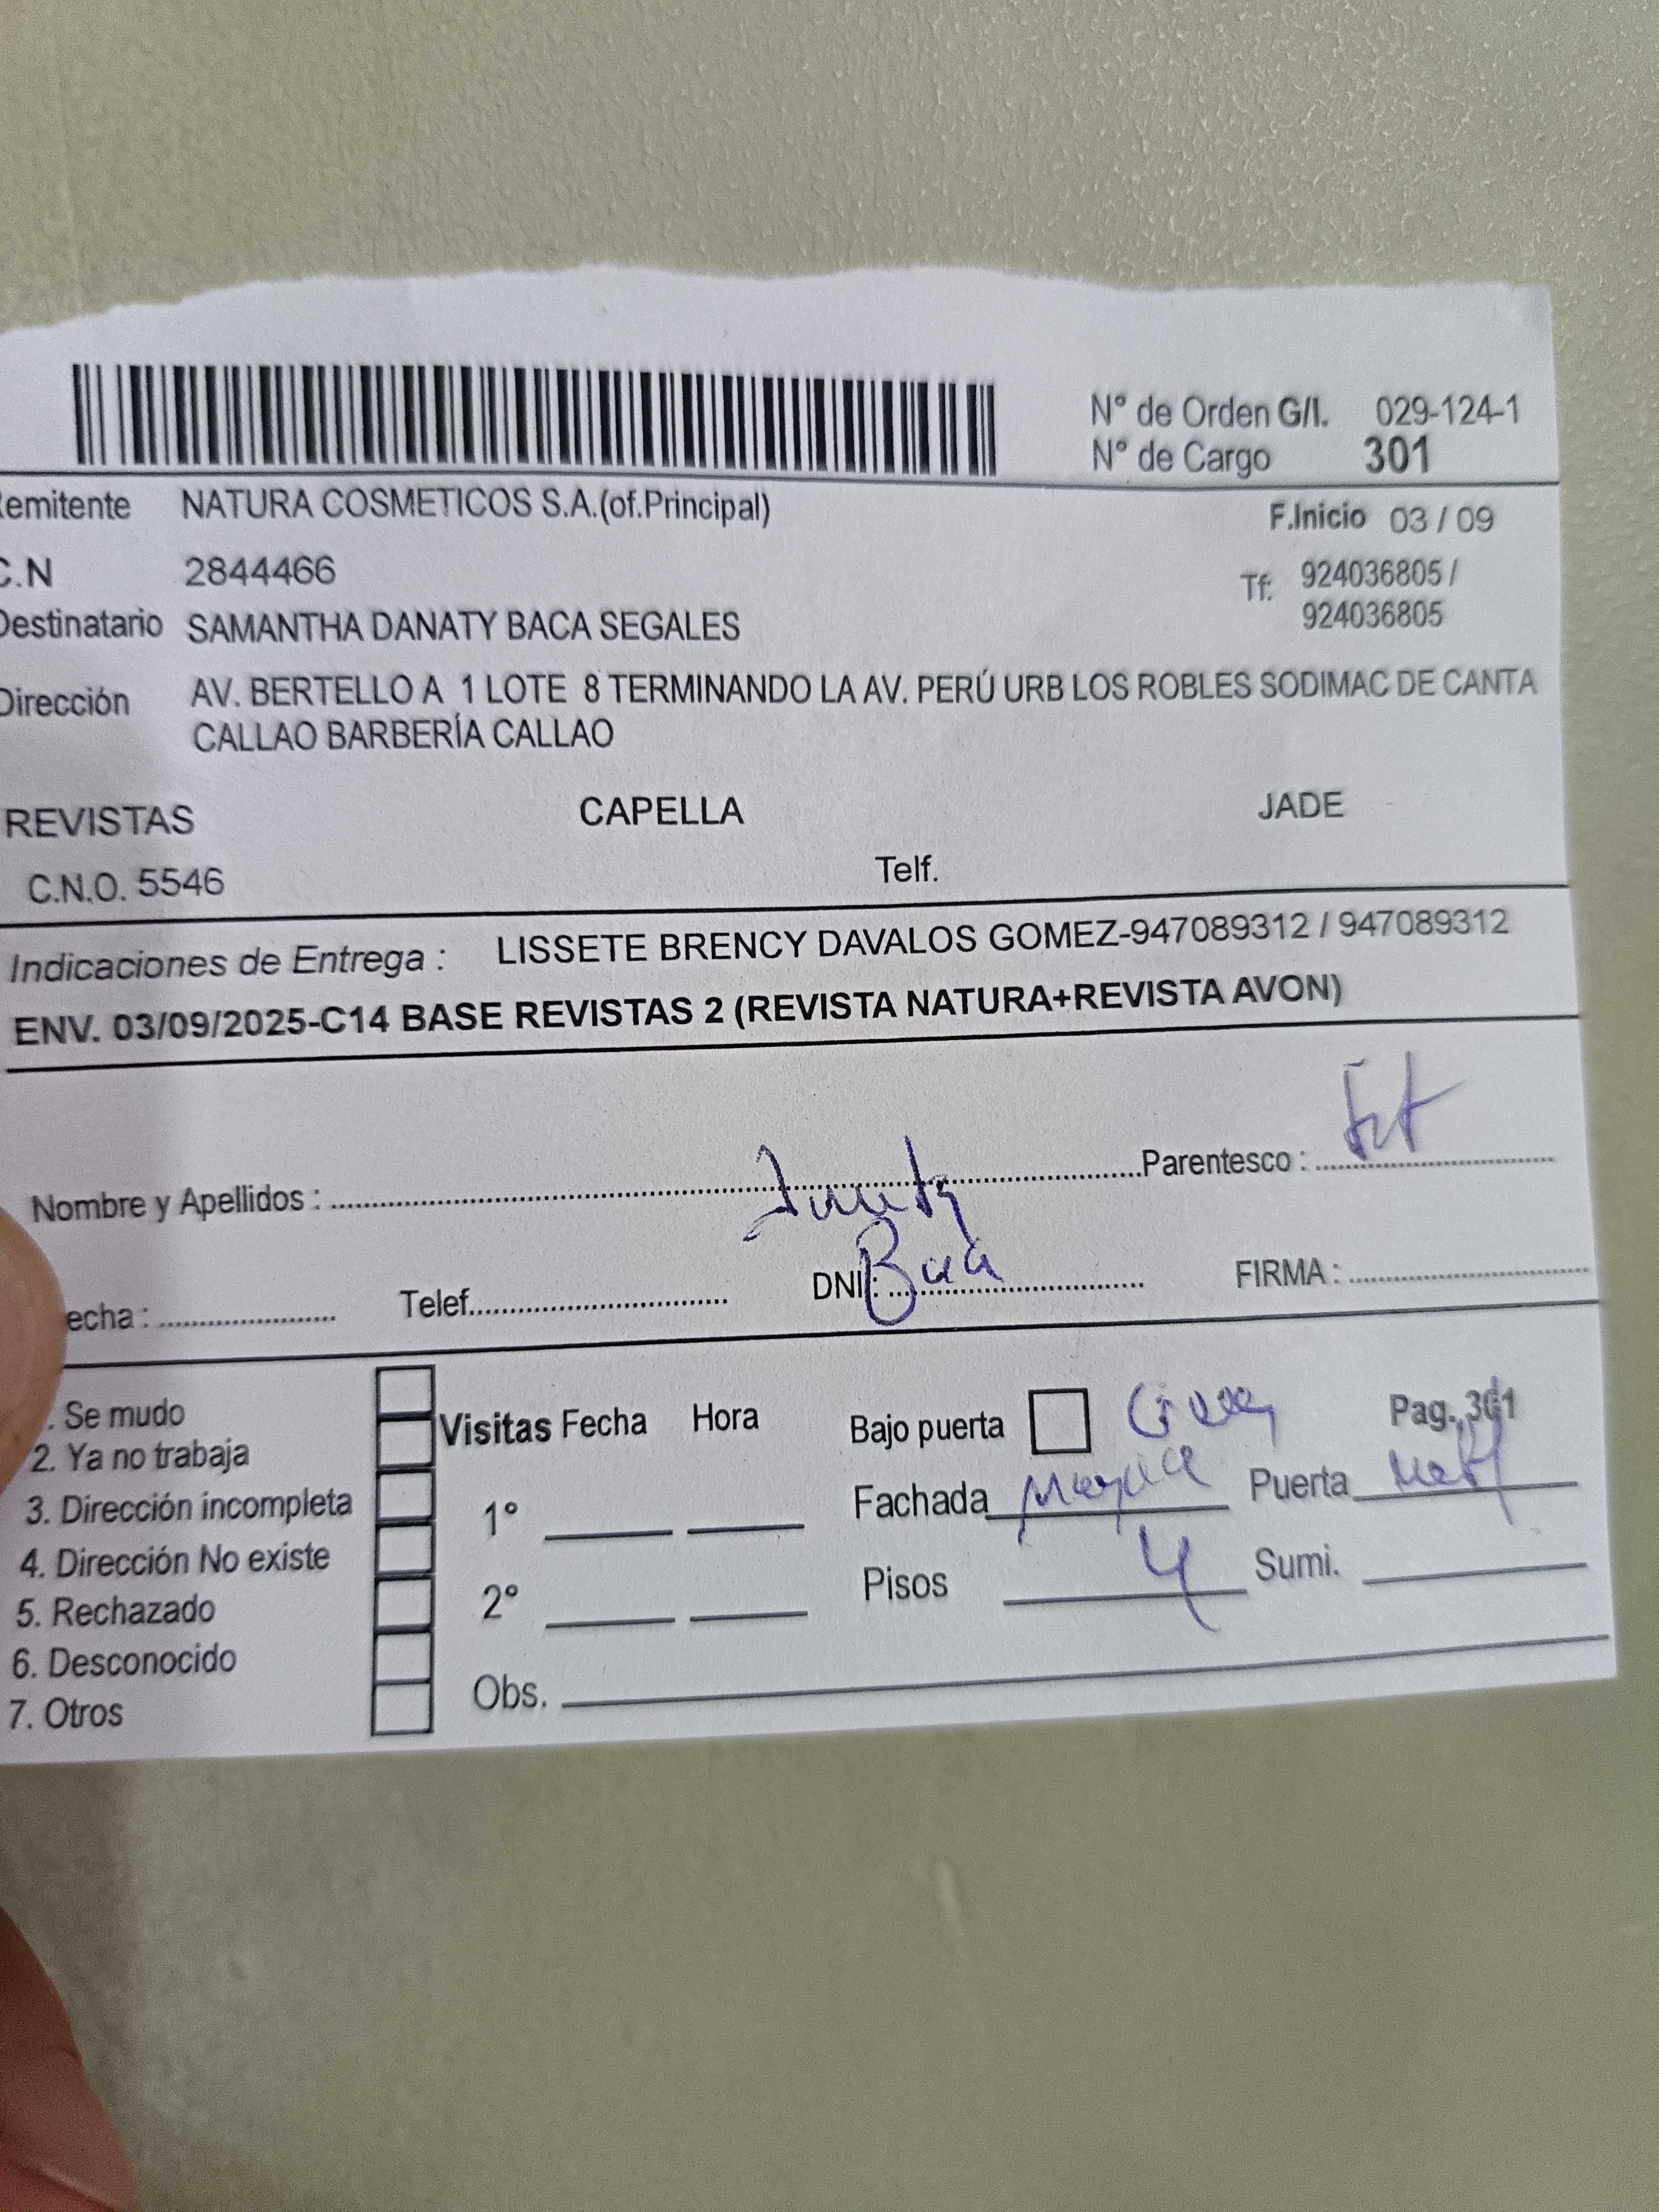 N° de Orden G/I. 029-124-1
N° de Cargo 301
emitente NATURA COSMETICOS S.A.(of.Principal) F.Inicio 03 / 09
C.N 2844466 Tf: 924036805 /
924036805
Destinatario SAMANTHA DANATY BACA SEGALES
Dirección AV. BERTELLO A 1 LOTE 8 TERMINANDO LA AV. PERÚ URB LOS ROBLES SODIMAC DE CANTA
CALLAO BARBERÍA CALLAO
REVISTAS CAPELLA JADE
C.N.O. 5546 Telf.
Indicaciones de Entrega : LISSETE BRENCY DAVALOS GOMEZ-947089312 / 947089312
ENV. 03/09/2025-C14 BASE REVISTAS 2 (REVISTA NATURA+REVISTA AVON)
Nombre y Apellidos : Parentesco :
Baca
echa : Telef. DNI : FIRMA :
. Se mudo
2. Ya no trabaja
3. Dirección incompleta
4. Dirección No existe
5. Rechazado
6. Desconocido
7. Otros
Visitas Fecha Hora
1°
2°
Bajo puerta Pag. 301
Fachada Puerta
Pisos 4 Sumi.
Obs.